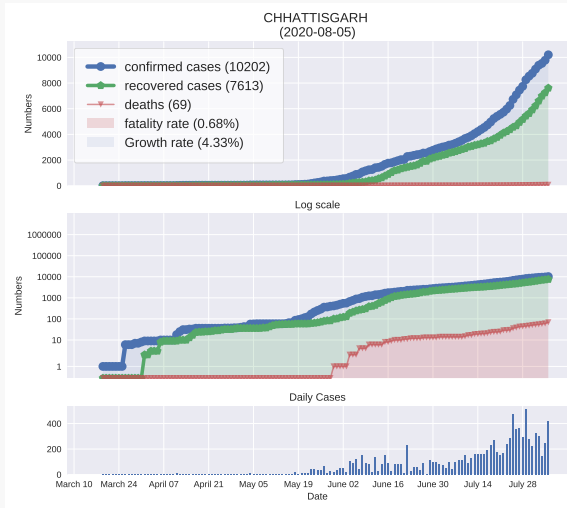 CHHATTISGARH
(2020-08-05)
Numbers
10000
8000
6000
4000
2000
0
confirmed cases (10202)
recovered cases (7613)
deaths (69)
fatality rate (0.68%)
Growth rate (4.33%)
Log scale
Numbers
1000000
100000
10000
1000
100
10
1
Daily Cases
400
200
0
March 10 March 24 April 07 April 21 May 05 May 19 June 02 June 16 June 30 July 14 July 28
Date